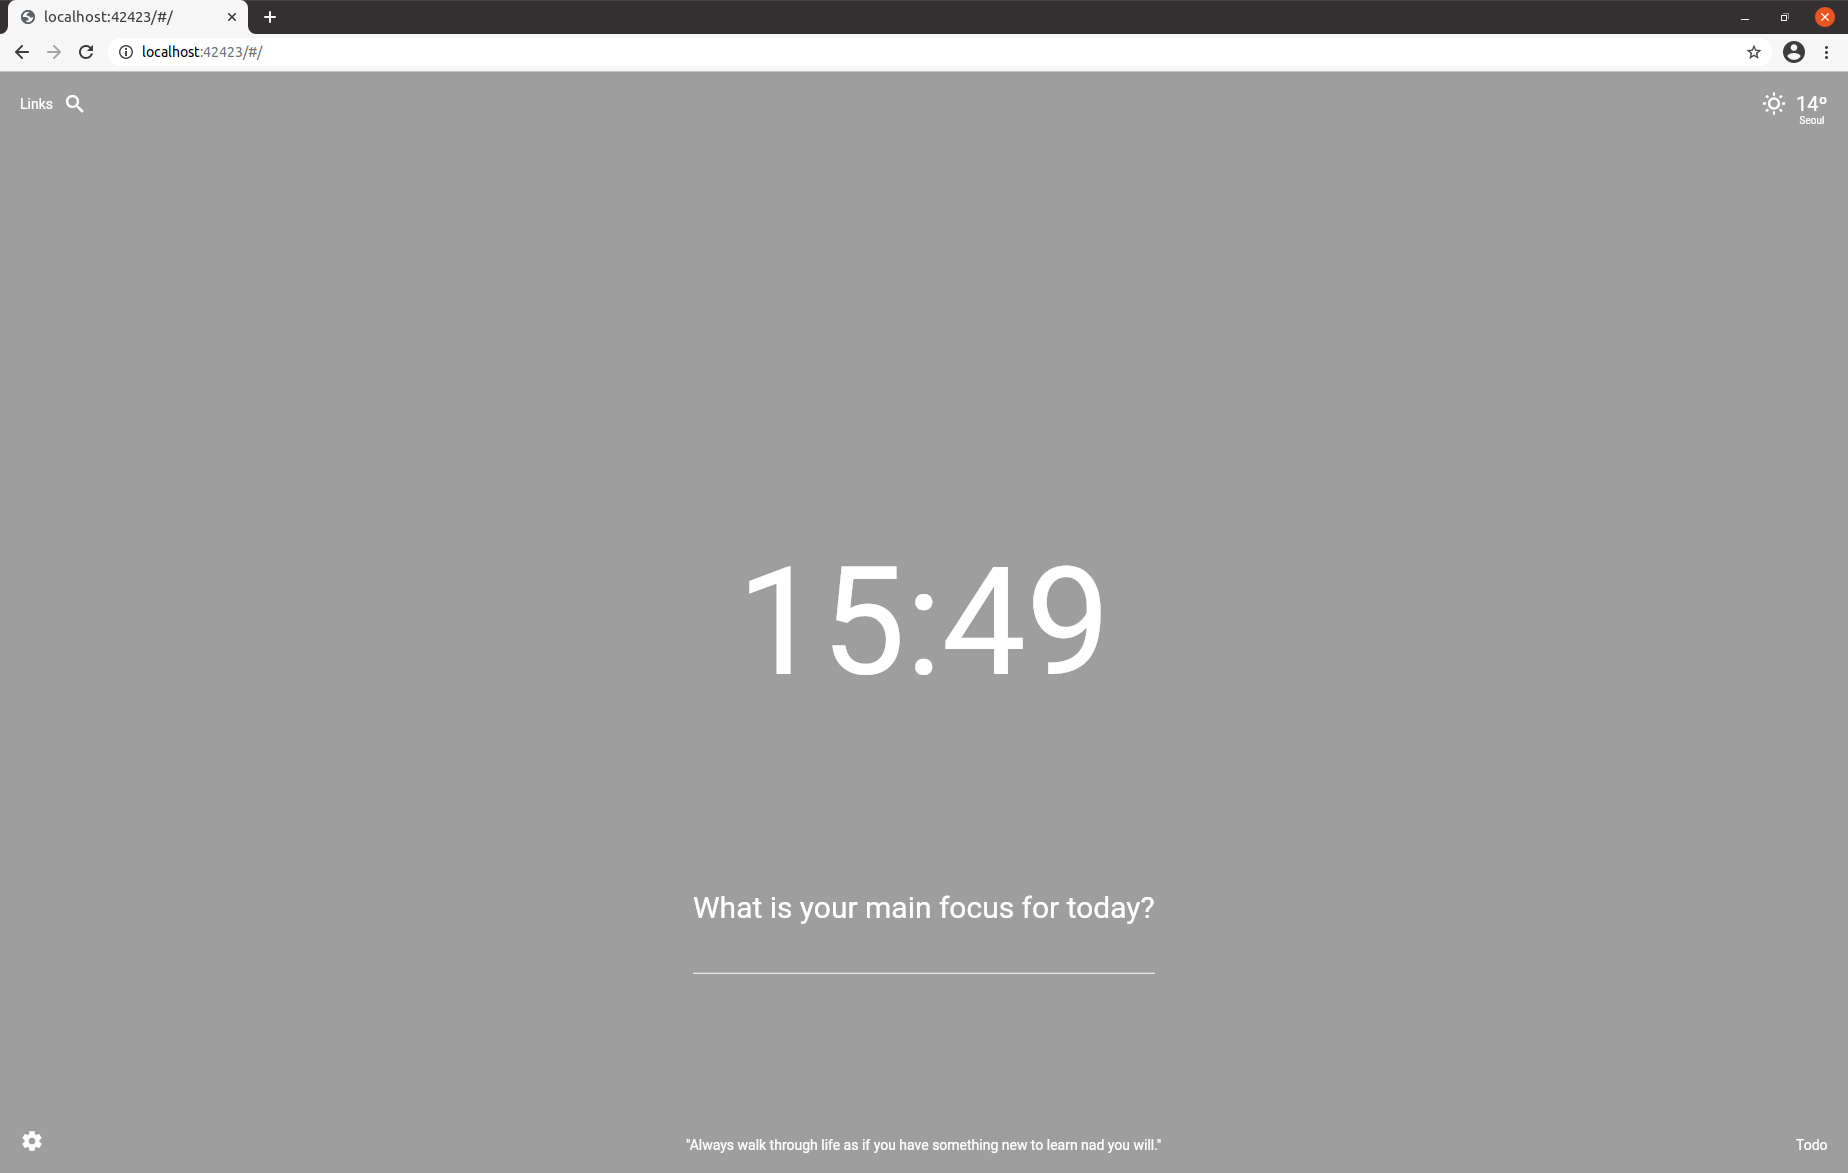 localhost:42423/#/
localhost:42423/#/
Links
14º
Seoul
15:49
What is your main focus for today?
"Always walk through life as if you have something new to learn nad you will."
Todo